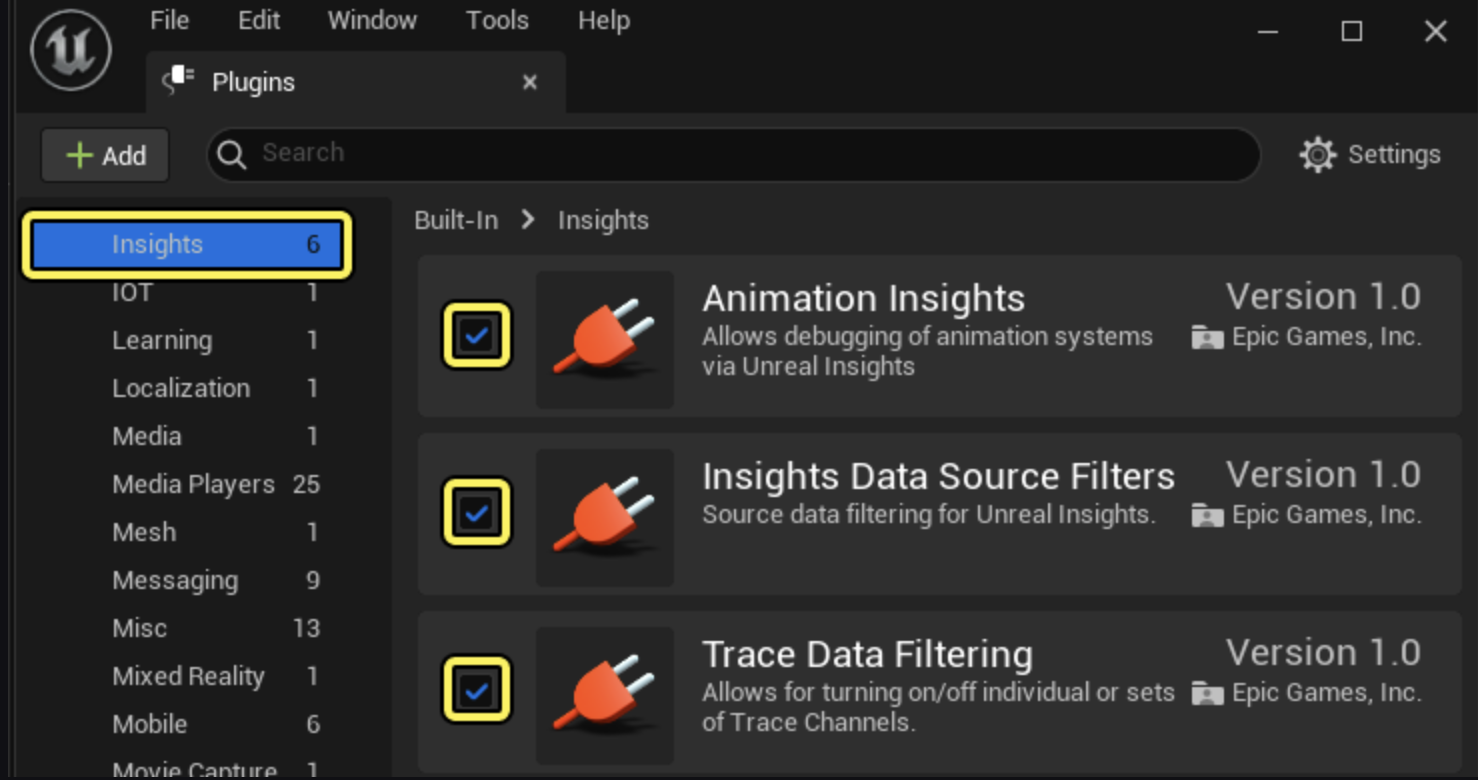 File Edit Window Tools Help
Plugins
Add
Search
Settings
Insights 6
IOT 1
Learning 1
Localization 1
Media 1
Media Players 25
Mesh 1
Messaging 9
Misc 13
Mixed Reality 1
Mobile 6
Movie Capture 1
Built-In > Insights
Animation Insights
Version 1.0
Allows debugging of animation systems
via Unreal Insights
Epic Games, Inc.
Insights Data Source Filters
Version 1.0
Source data filtering for Unreal Insights.
Epic Games, Inc.
Trace Data Filtering
Version 1.0
Allows for turning on/off individual or sets
of Trace Channels.
Epic Games, Inc.